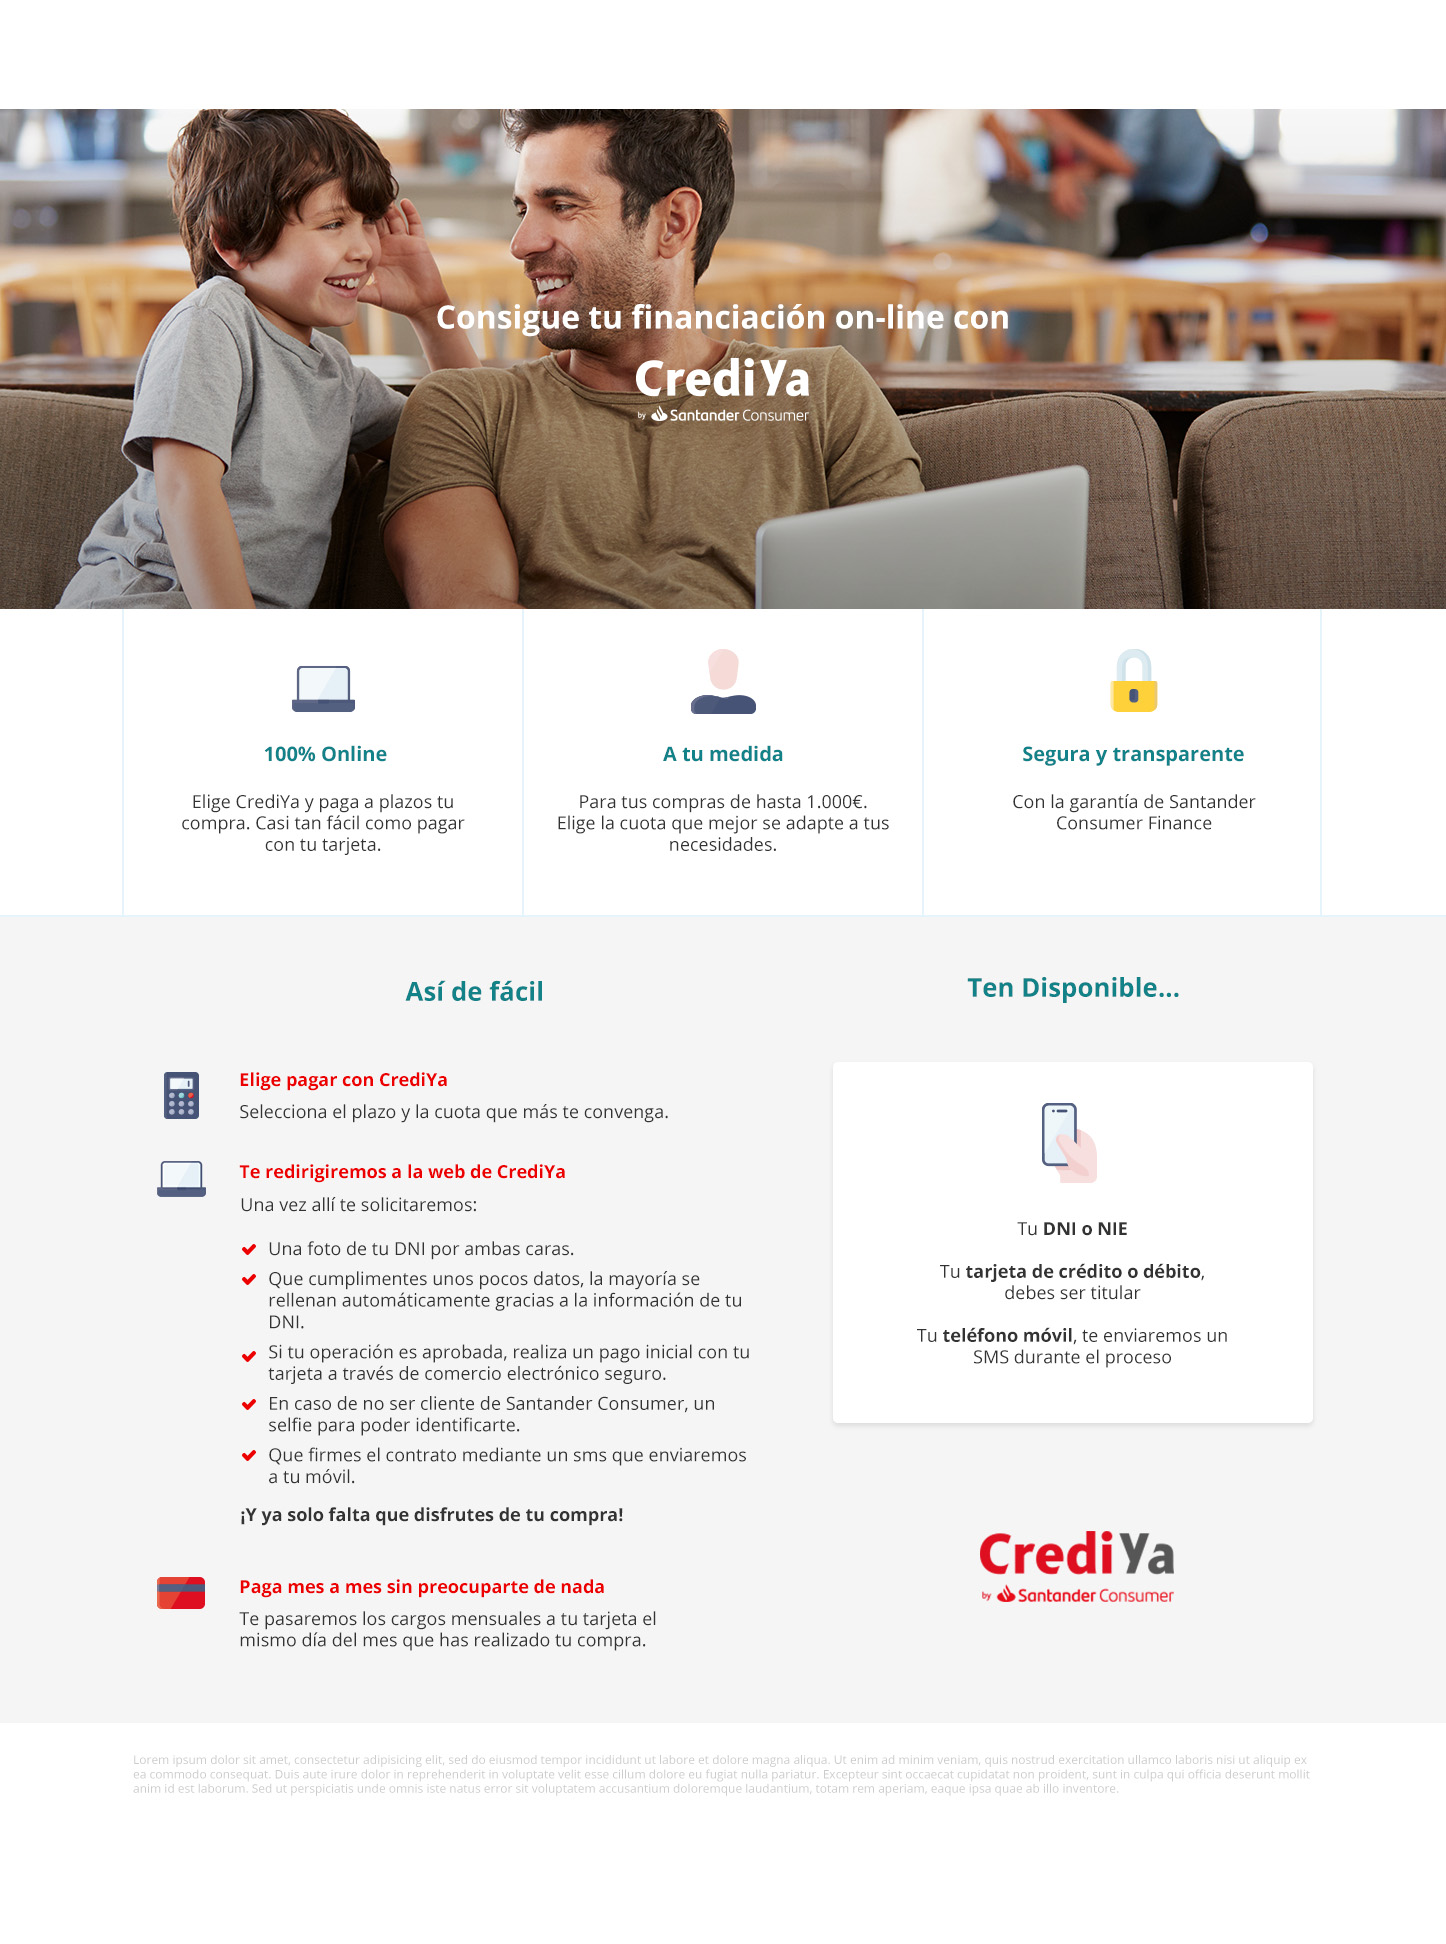 Consigue tu financiación on-line con
CrediYa
by Santander Consumer
100% Online
Elige CrediYa y paga a plazos tu
compra. Casi tan fácil como pagar
con tu tarjeta.
A tu medida
Para tus compras de hasta 1.000€.
Elige la cuota que mejor se adapte a tus
necesidades.
Segura y transparente
Con la garantía de Santander
Consumer Finance
Así de fácil
Elige pagar con CrediYa
Selecciona el plazo y la cuota que más te convenga.
Te redirigiremos a la web de CrediYa
Una vez allí te solicitaremos:
Una foto de tu DNI por ambas caras.
Que cumplimentes unos pocos datos, la mayoría se
rellenan automáticamente gracias a la información de tu
DNI.
Si tu operación es aprobada, realiza un pago inicial con tu
tarjeta a través de comercio electrónico seguro.
En caso de no ser cliente de Santander Consumer, un
selfie para poder identificarte.
Que firmes el contrato mediante un sms que enviaremos
a tu móvil.
¡Y ya solo falta que disfrutes de tu compra!
Paga mes a mes sin preocuparte de nada
Te pasaremos los cargos mensuales a tu tarjeta el
mismo día del mes que has realizado tu compra.
Ten Disponible...
Tu DNI o NIE
Tu tarjeta de crédito o débito,
debes ser titular
Tu teléfono móvil, te enviaremos un
SMS durante el proceso
CrediYa
by Santander Consumer
Lorem ipsum dolor sit amet, consectetur adipisicing elit, sed do eiusmod tempor incididunt ut labore et dolore magna aliqua. Ut enim ad minim veniam, quis nostrud exercitation ullamco laboris nisi ut aliquip ex
ea commodo consequat. Duis aute irure dolor in reprehenderit in voluptate velit esse cillum dolore eu fugiat nulla pariatur. Excepteur sint occaecat cupidatat non proident, sunt in culpa qui officia deserunt mollit
anim id est laborum. Sed ut perspiciatis unde omnis iste natus error sit voluptatem accusantium doloremque laudantium, totam rem aperiam, eaque ipsa quae ab illo inventore.